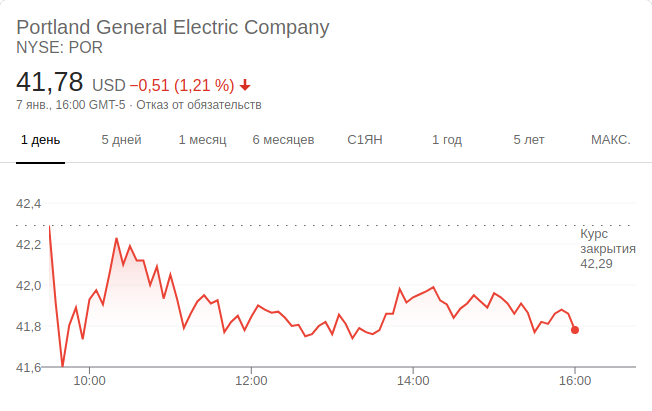 Portland General Electric Company
NYSE: POR
41,78 USD −0,51 (1,21 %)
7 янв., 16:00 GMT-5 · Отказ от обязательств
1 день 5 дней 1 месяц 6 месяцев С1ЯН 1 год 5 лет МАКС.
42,4
42,2
42,0
41,8
41,6
Курс
закрытия
42,29
10:00 12:00 14:00 16:00